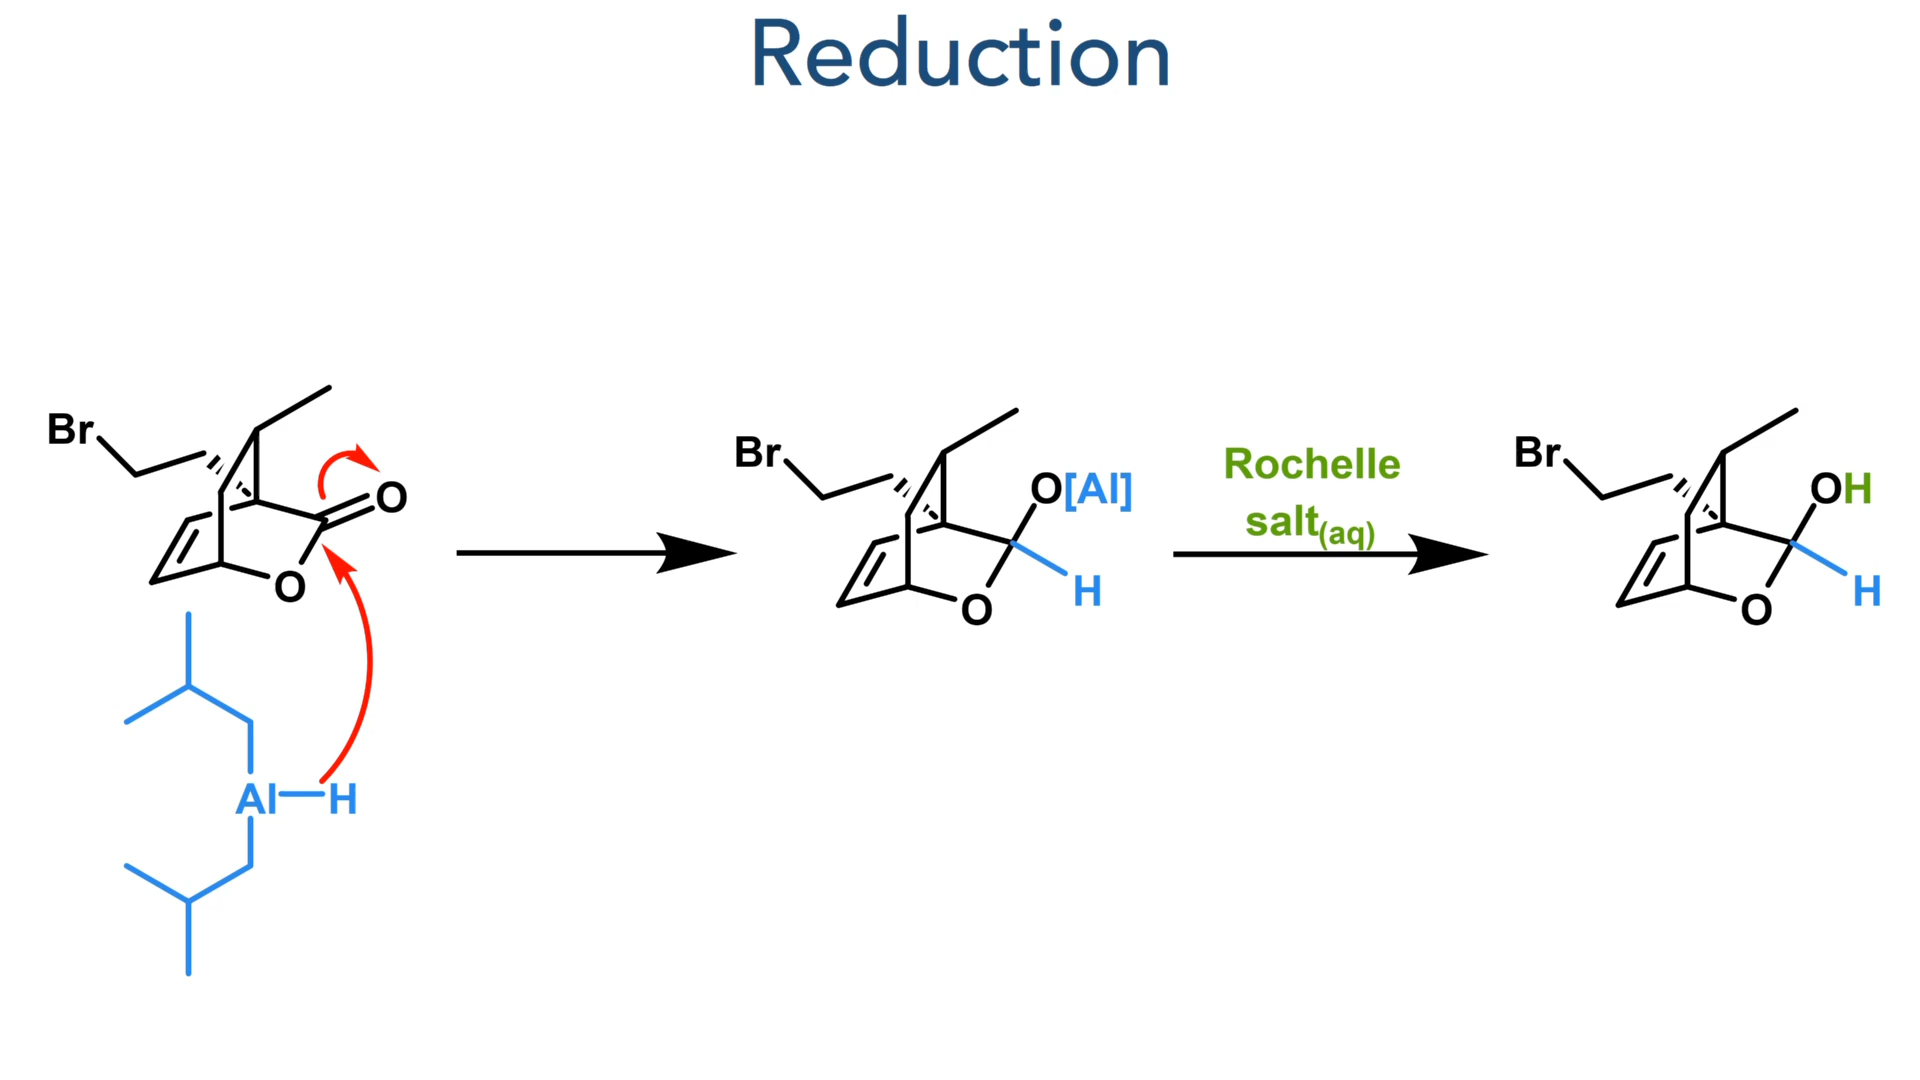 Reduction
Br
O
O
Al
H
Br
O[Al]
H
O
Rochelle
salt(aq)
Br
OH
H
O